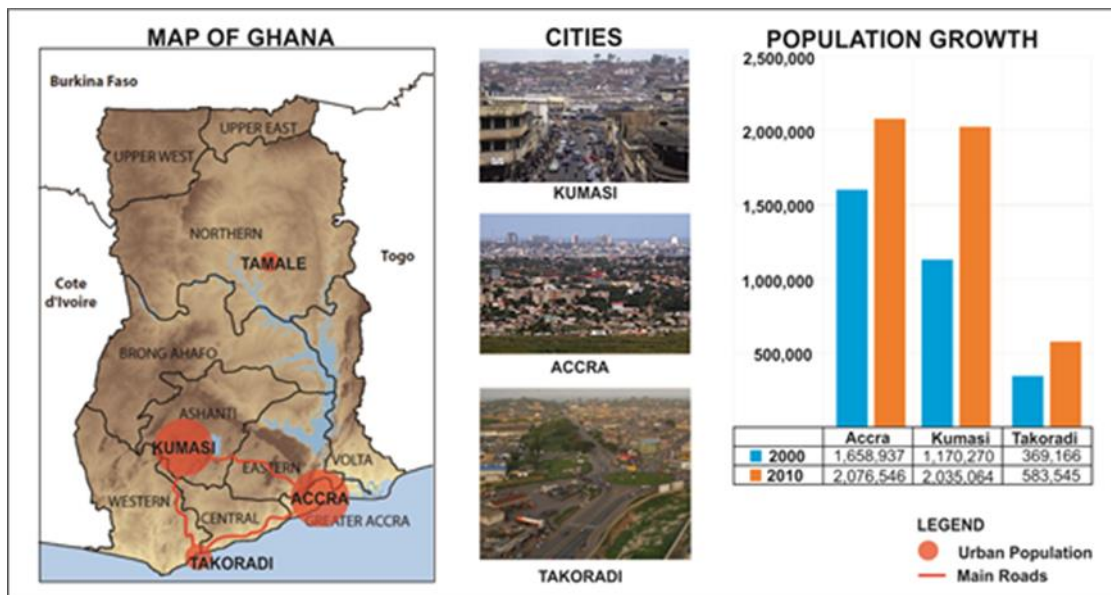 MAP OF GHANA
Burkina Faso
UPPER EAST
UPPER WEST
NORTHERN
TAMALE
Togo
Cote
d'Ivoire
BRONG AHAFO
ASHANTI
KUMASI
EASTERN
VOLTA
WESTERN
ACCRA
CENTRAL
GREATER ACCRA
TAKORADI
CITIES
KUMASI
ACCRA
TAKORADI
POPULATION GROWTH
2,500,000
2,000,000
1,500,000
1,000,000
500,000
Accra Kumasi Takoradi
2000 1,658,937 1,170,270 369,166
2010 2,076,546 2,035,064 583,545
LEGEND
Urban Population
Main Roads